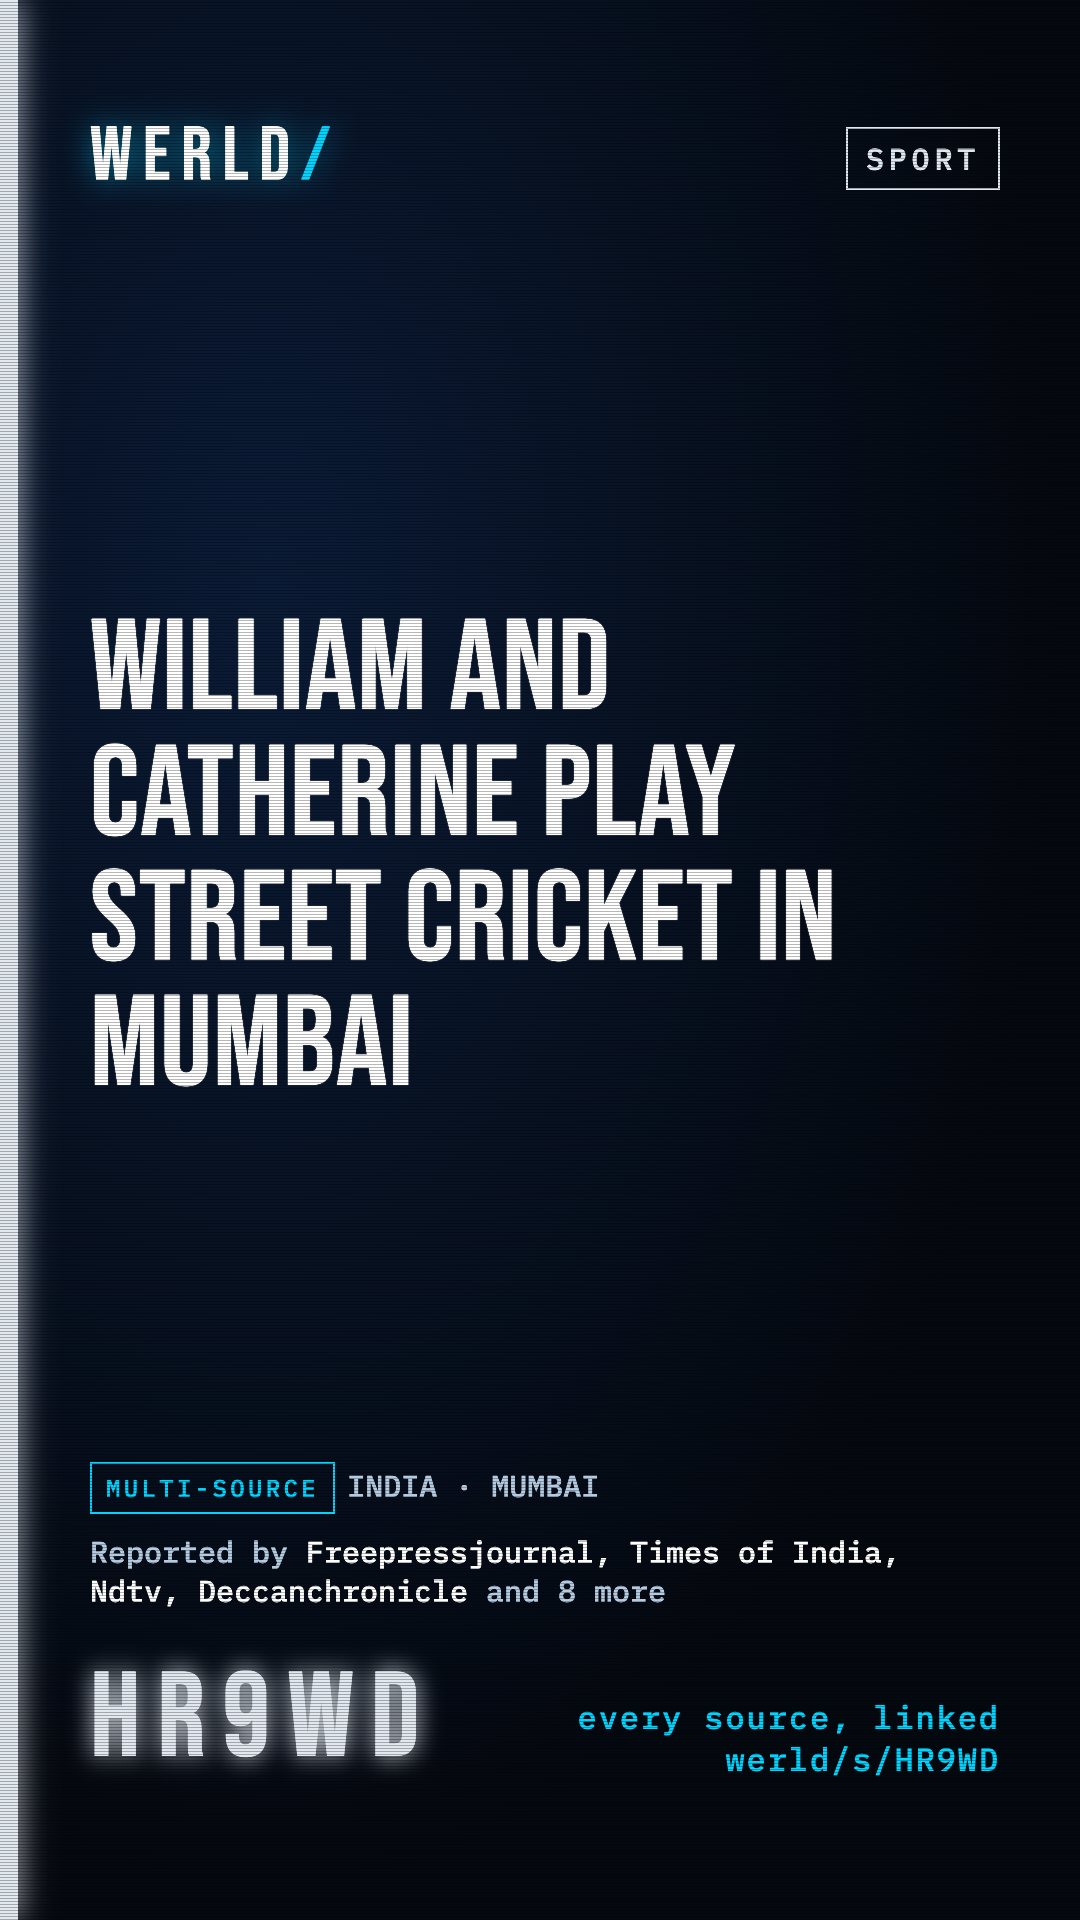 WERLD/
SPORT
WILLIAM AND
CATHERINE PLAY
STREET CRICKET IN
MUMBAI
MULTI-SOURCE INDIA · MUMBAI
Reported by Freepressjournal, Times of India,
Ndtv, Deccanchronicle and 8 more
HR9WD
every source, linked
werld/s/HR9WD